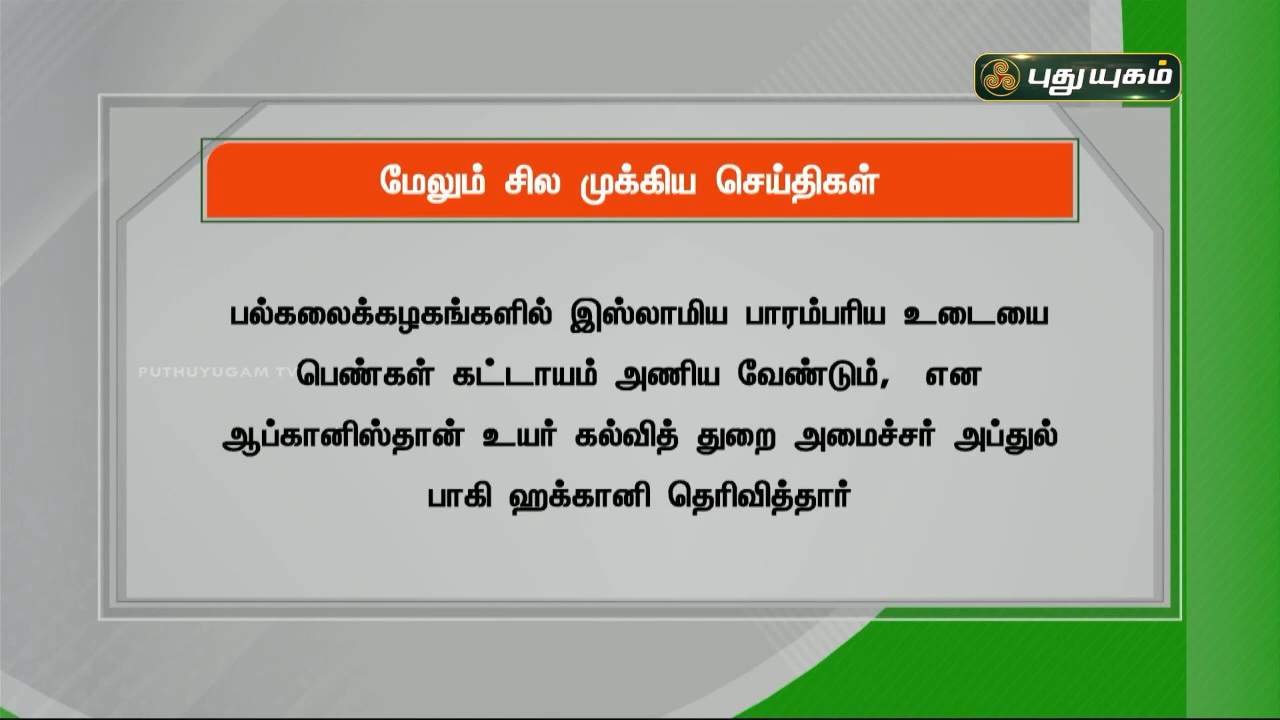 புதுயுகம்
மேலும் சில முக்கிய செய்திகள்
பல்கலைக்கழகங்களில் இஸ்லாமிய பாரம்பரிய உடையை
PUTHUYUGAM TV
பெண்கள் கட்டாயம் அணிய வேண்டும், என
ஆப்கானிஸ்தான் உயர் கல்வித் துறை அமைச்சர் அப்துல்
பாகி ஹக்கானி தெரிவித்தார்